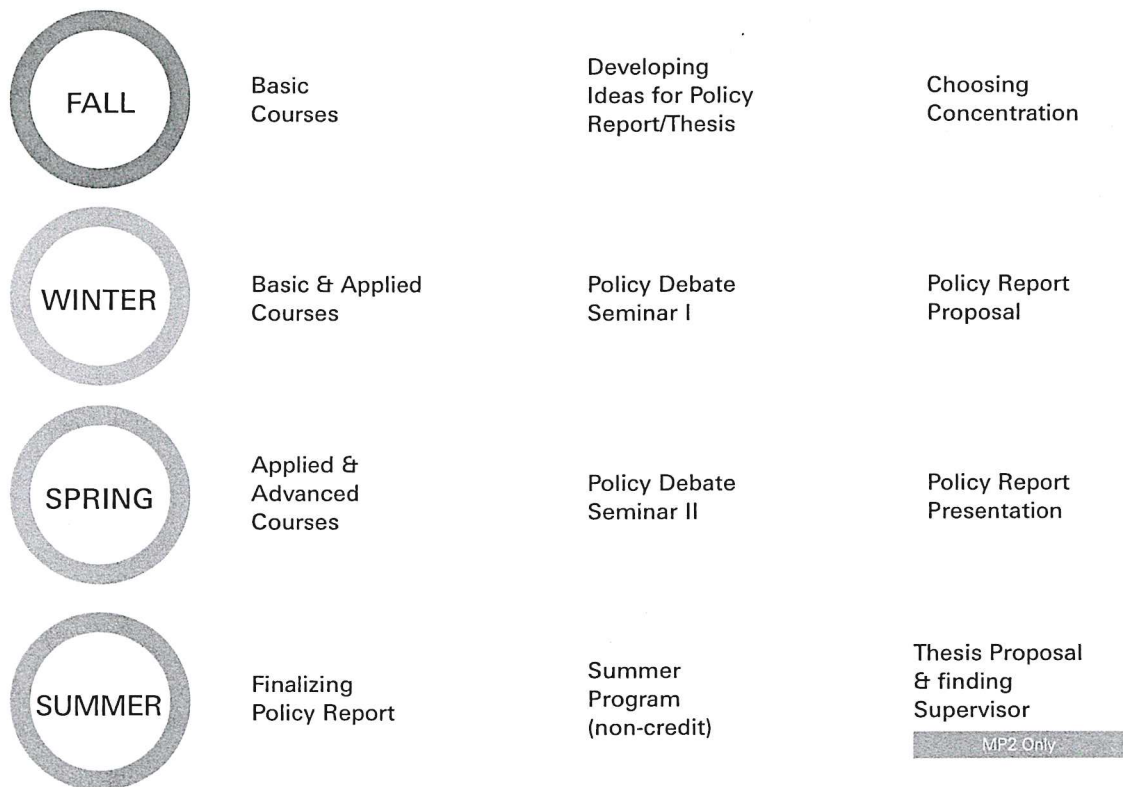 FALL
Basic
Courses
Developing
Ideas for Policy
Report/Thesis
Choosing
Concentration
WINTER
Basic & Applied
Courses
Policy Debate
Seminar I
Policy Report
Proposal
SPRING
Applied &
Advanced
Courses
Policy Debate
Seminar II
Policy Report
Presentation
SUMMER
Finalizing
Policy Report
Summer
Program
(non-credit)
Thesis Proposal
& finding
Supervisor
MP2 Only